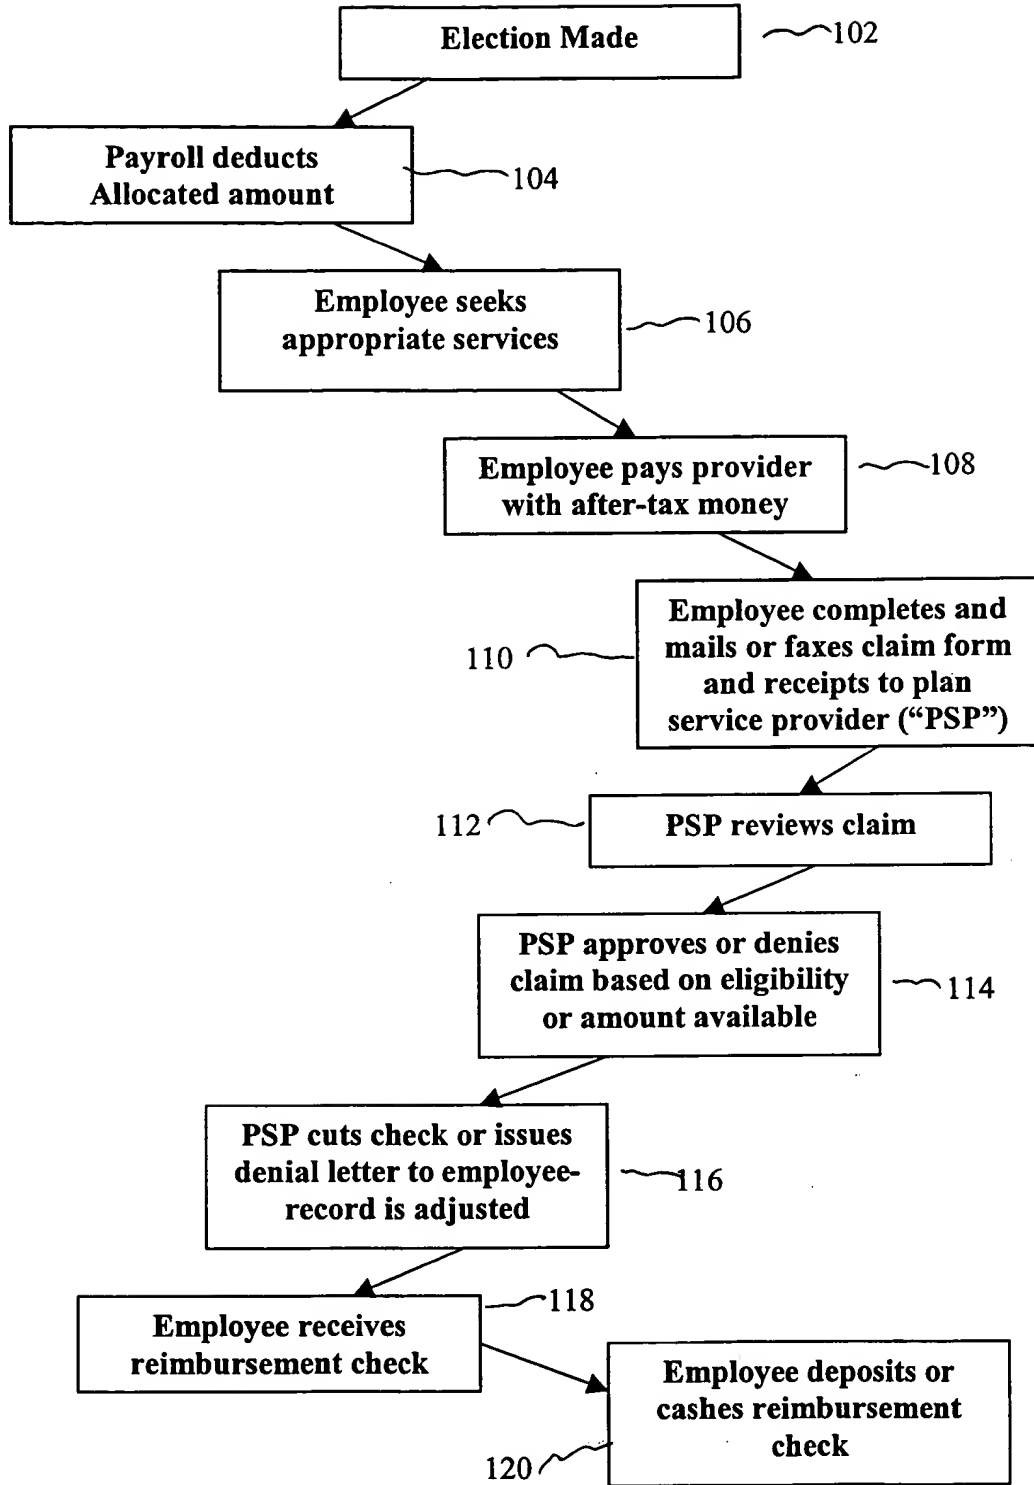 Election Made
102
Payroll deducts
Allocated amount
104
Employee seeks
appropriate services
106
Employee pays provider
with after-tax money
108
Employee completes and
mails or faxes claim form
and receipts to plan
service provider (“PSP”)
110
PSP reviews claim
112
PSP approves or denies
claim based on eligibility
or amount available
114
PSP cuts check or issues
denial letter to employee-
record is adjusted
116
Employee receives
reimbursement check
118
Employee deposits or
cashes reimbursement
check
120